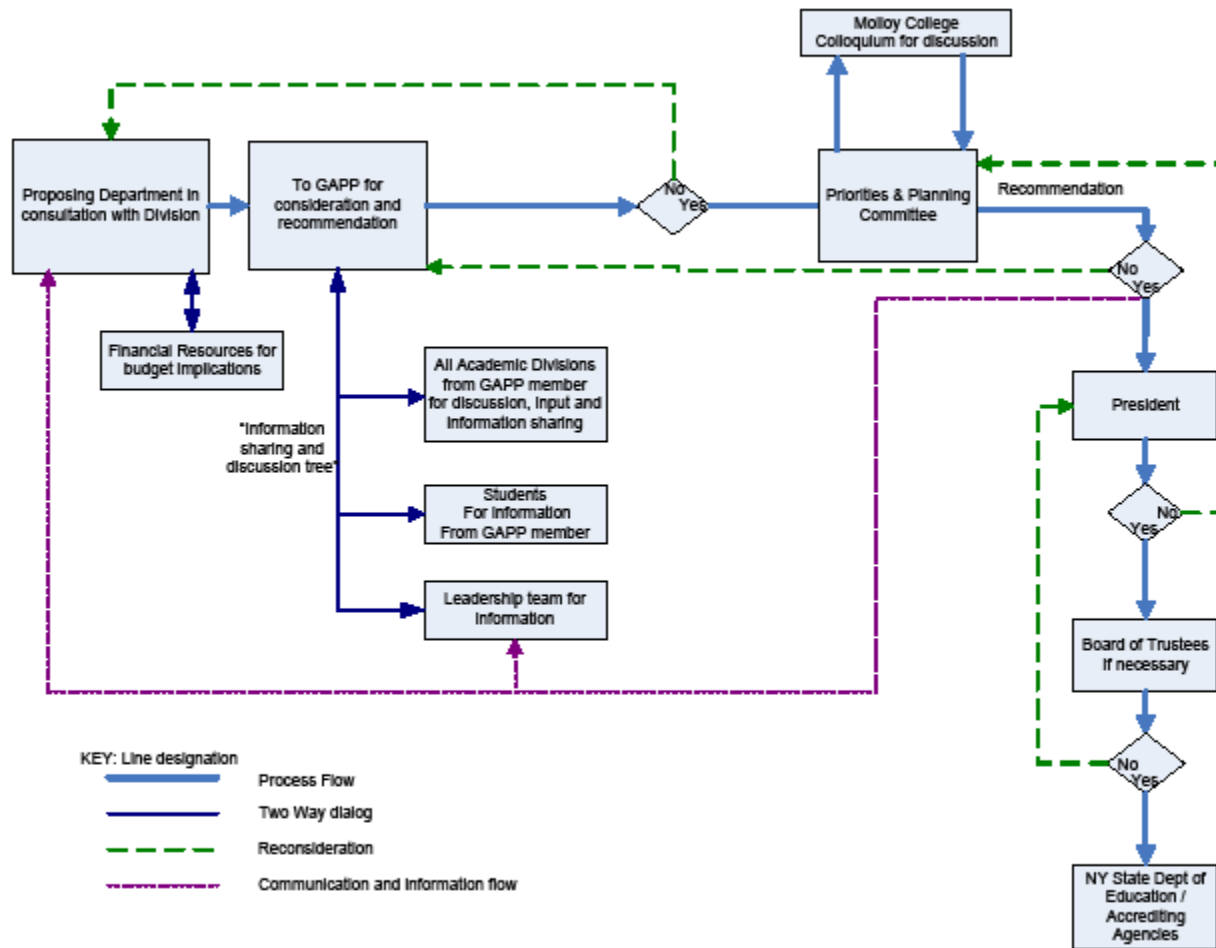 Molloy College
Colloquium for discussion
Proposing Department in
consultation with Division
To GAPP for
consideration and
recommendation
No
Yes
Priorities & Planning
Committee
Recommendation
No
Yes
Financial Resources for
budget implications
All Academic Divisions
from GAPP member
for discussion, input and
information sharing
President
"Information
sharing and
discussion tree"
Students
For information
From GAPP member
No
Yes
Leadership team for
information
Board of Trustees
If necessary
KEY: Line designation
Process Flow
Two Way dialog
Reconsideration
Communication and information flow
No
Yes
NY State Dept of
Education /
Accrediting
Agencies